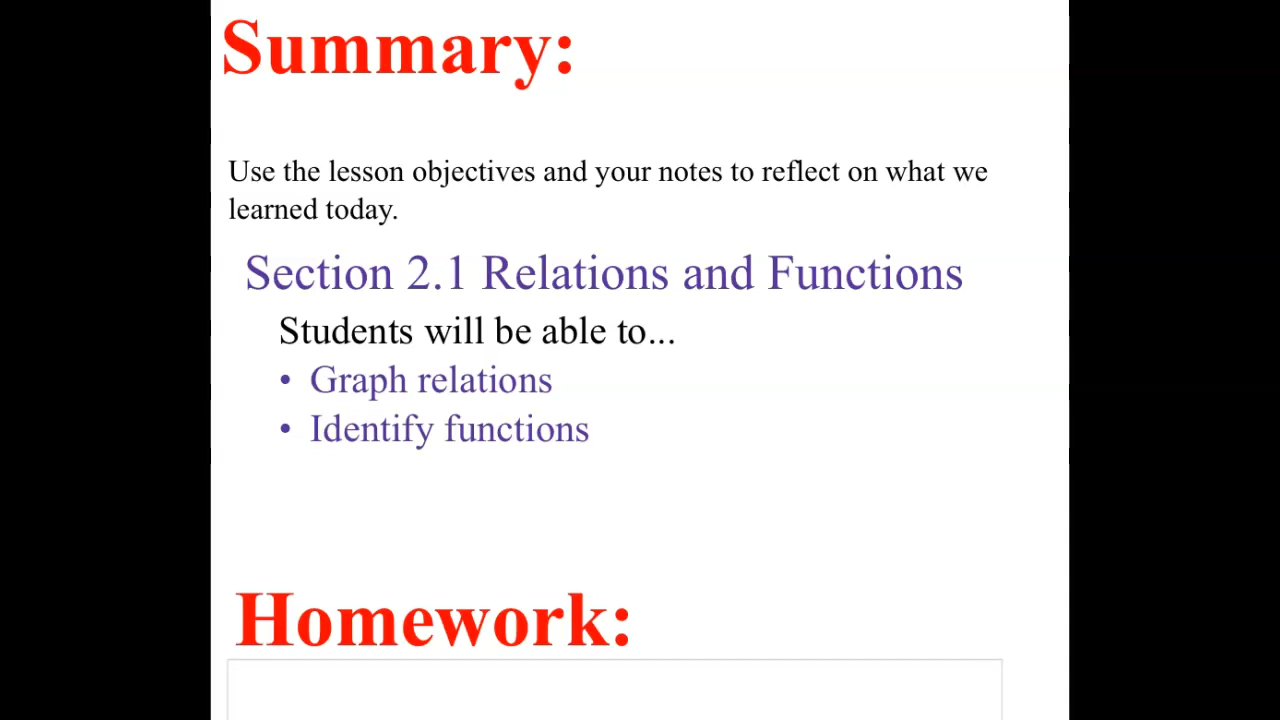 Summary:
Use the lesson objectives and your notes to reflect on what we
learned today.
Section 2.1 Relations and Functions
Students will be able to...
• Graph relations
• Identify functions
Homework: